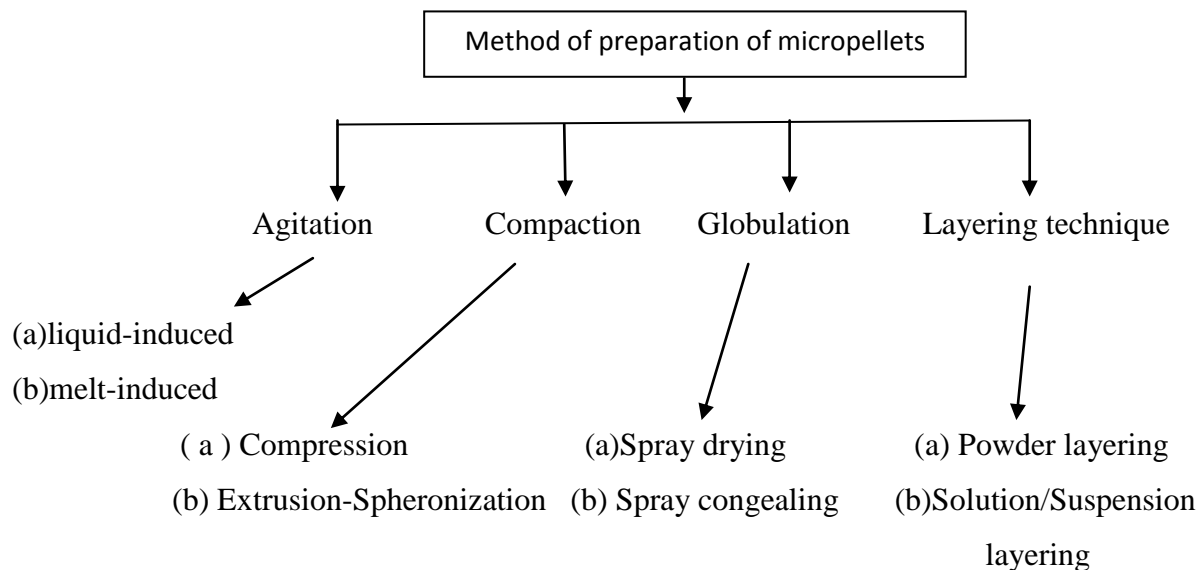 Method of preparation of micropellets
Agitation
Compaction
Globulation
Layering technique
(a)liquid-induced
(b)melt-induced
( a ) Compression
(b) Extrusion-Spheronization
(a)Spray drying
(b) Spray congealing
(a) Powder layering
(b)Solution/Suspension
layering